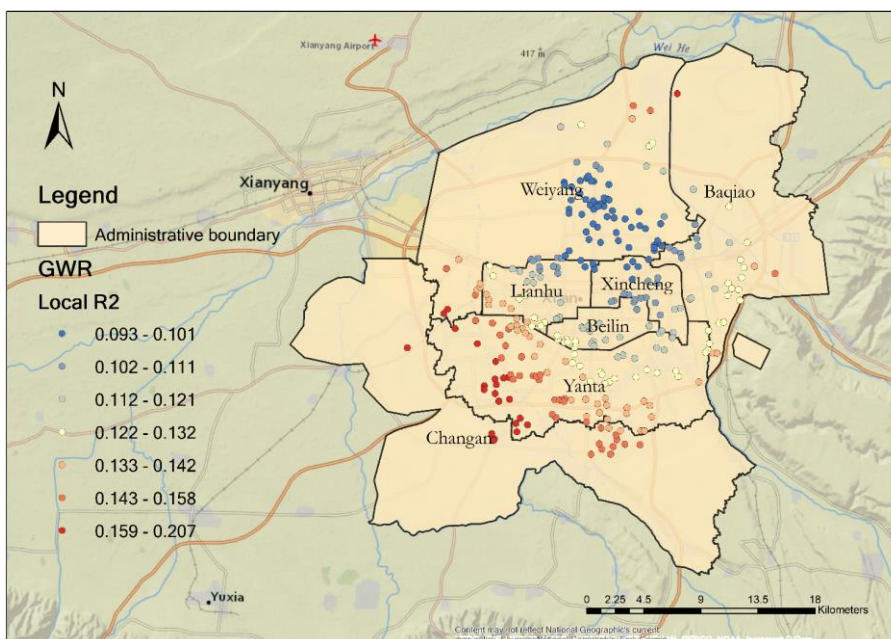 Xianyang Airport
417 m
Wei He
N
Xianyang
Weiyang
Baqiao
Legend
Administrative boundary
GWR
Lianhu
Xincheng
Local R2
Beilin
0.093 - 0.101
0.102 - 0.111
0.112 - 0.121
Yanta
0.122 - 0.132
0.133 - 0.142
Changan
0.143 - 0.158
0.159 - 0.207
Yuxia
0 2.25 4.5 9 13.5 18
Kilometers
Content may not reflect National Geographic's current